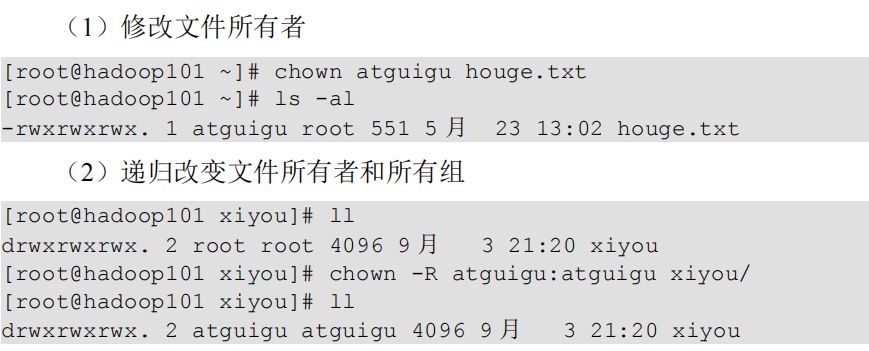 （1）修改文件所有者
[root@hadoop101 ~]# chown atguigu houge.txt
[root@hadoop101 ~]# ls -al
-rwxrwxrwx. 1 atguigu root 551 5月  23 13:02 houge.txt
（2）递归改变文件所有者和所有组
[root@hadoop101 xiyou]# ll
drwxrwxrwx. 2 root root 4096 9月   3 21:20 xiyou
[root@hadoop101 xiyou]# chown -R atguigu:atguigu xiyou/
[root@hadoop101 xiyou]# ll
drwxrwxrwx. 2 atguigu atguigu 4096 9月   3 21:20 xiyou